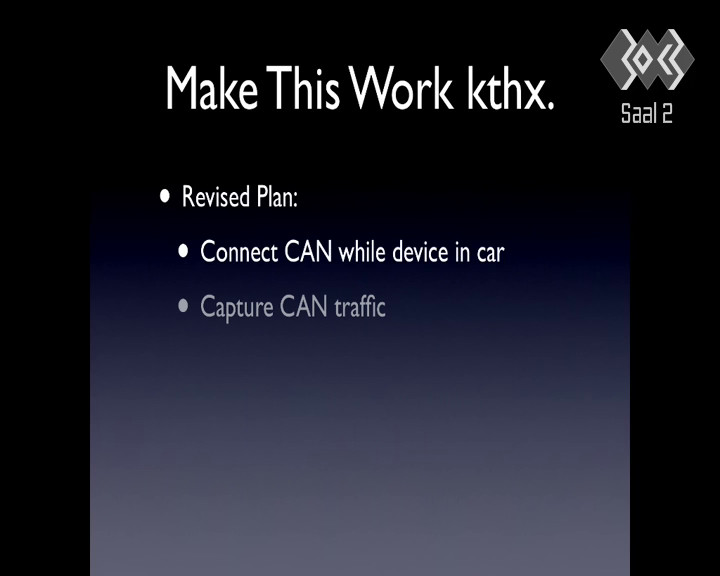 Make This Work kthx.
Saal 2
• Revised Plan:
• Connect CAN while device in car
• Capture CAN traffic